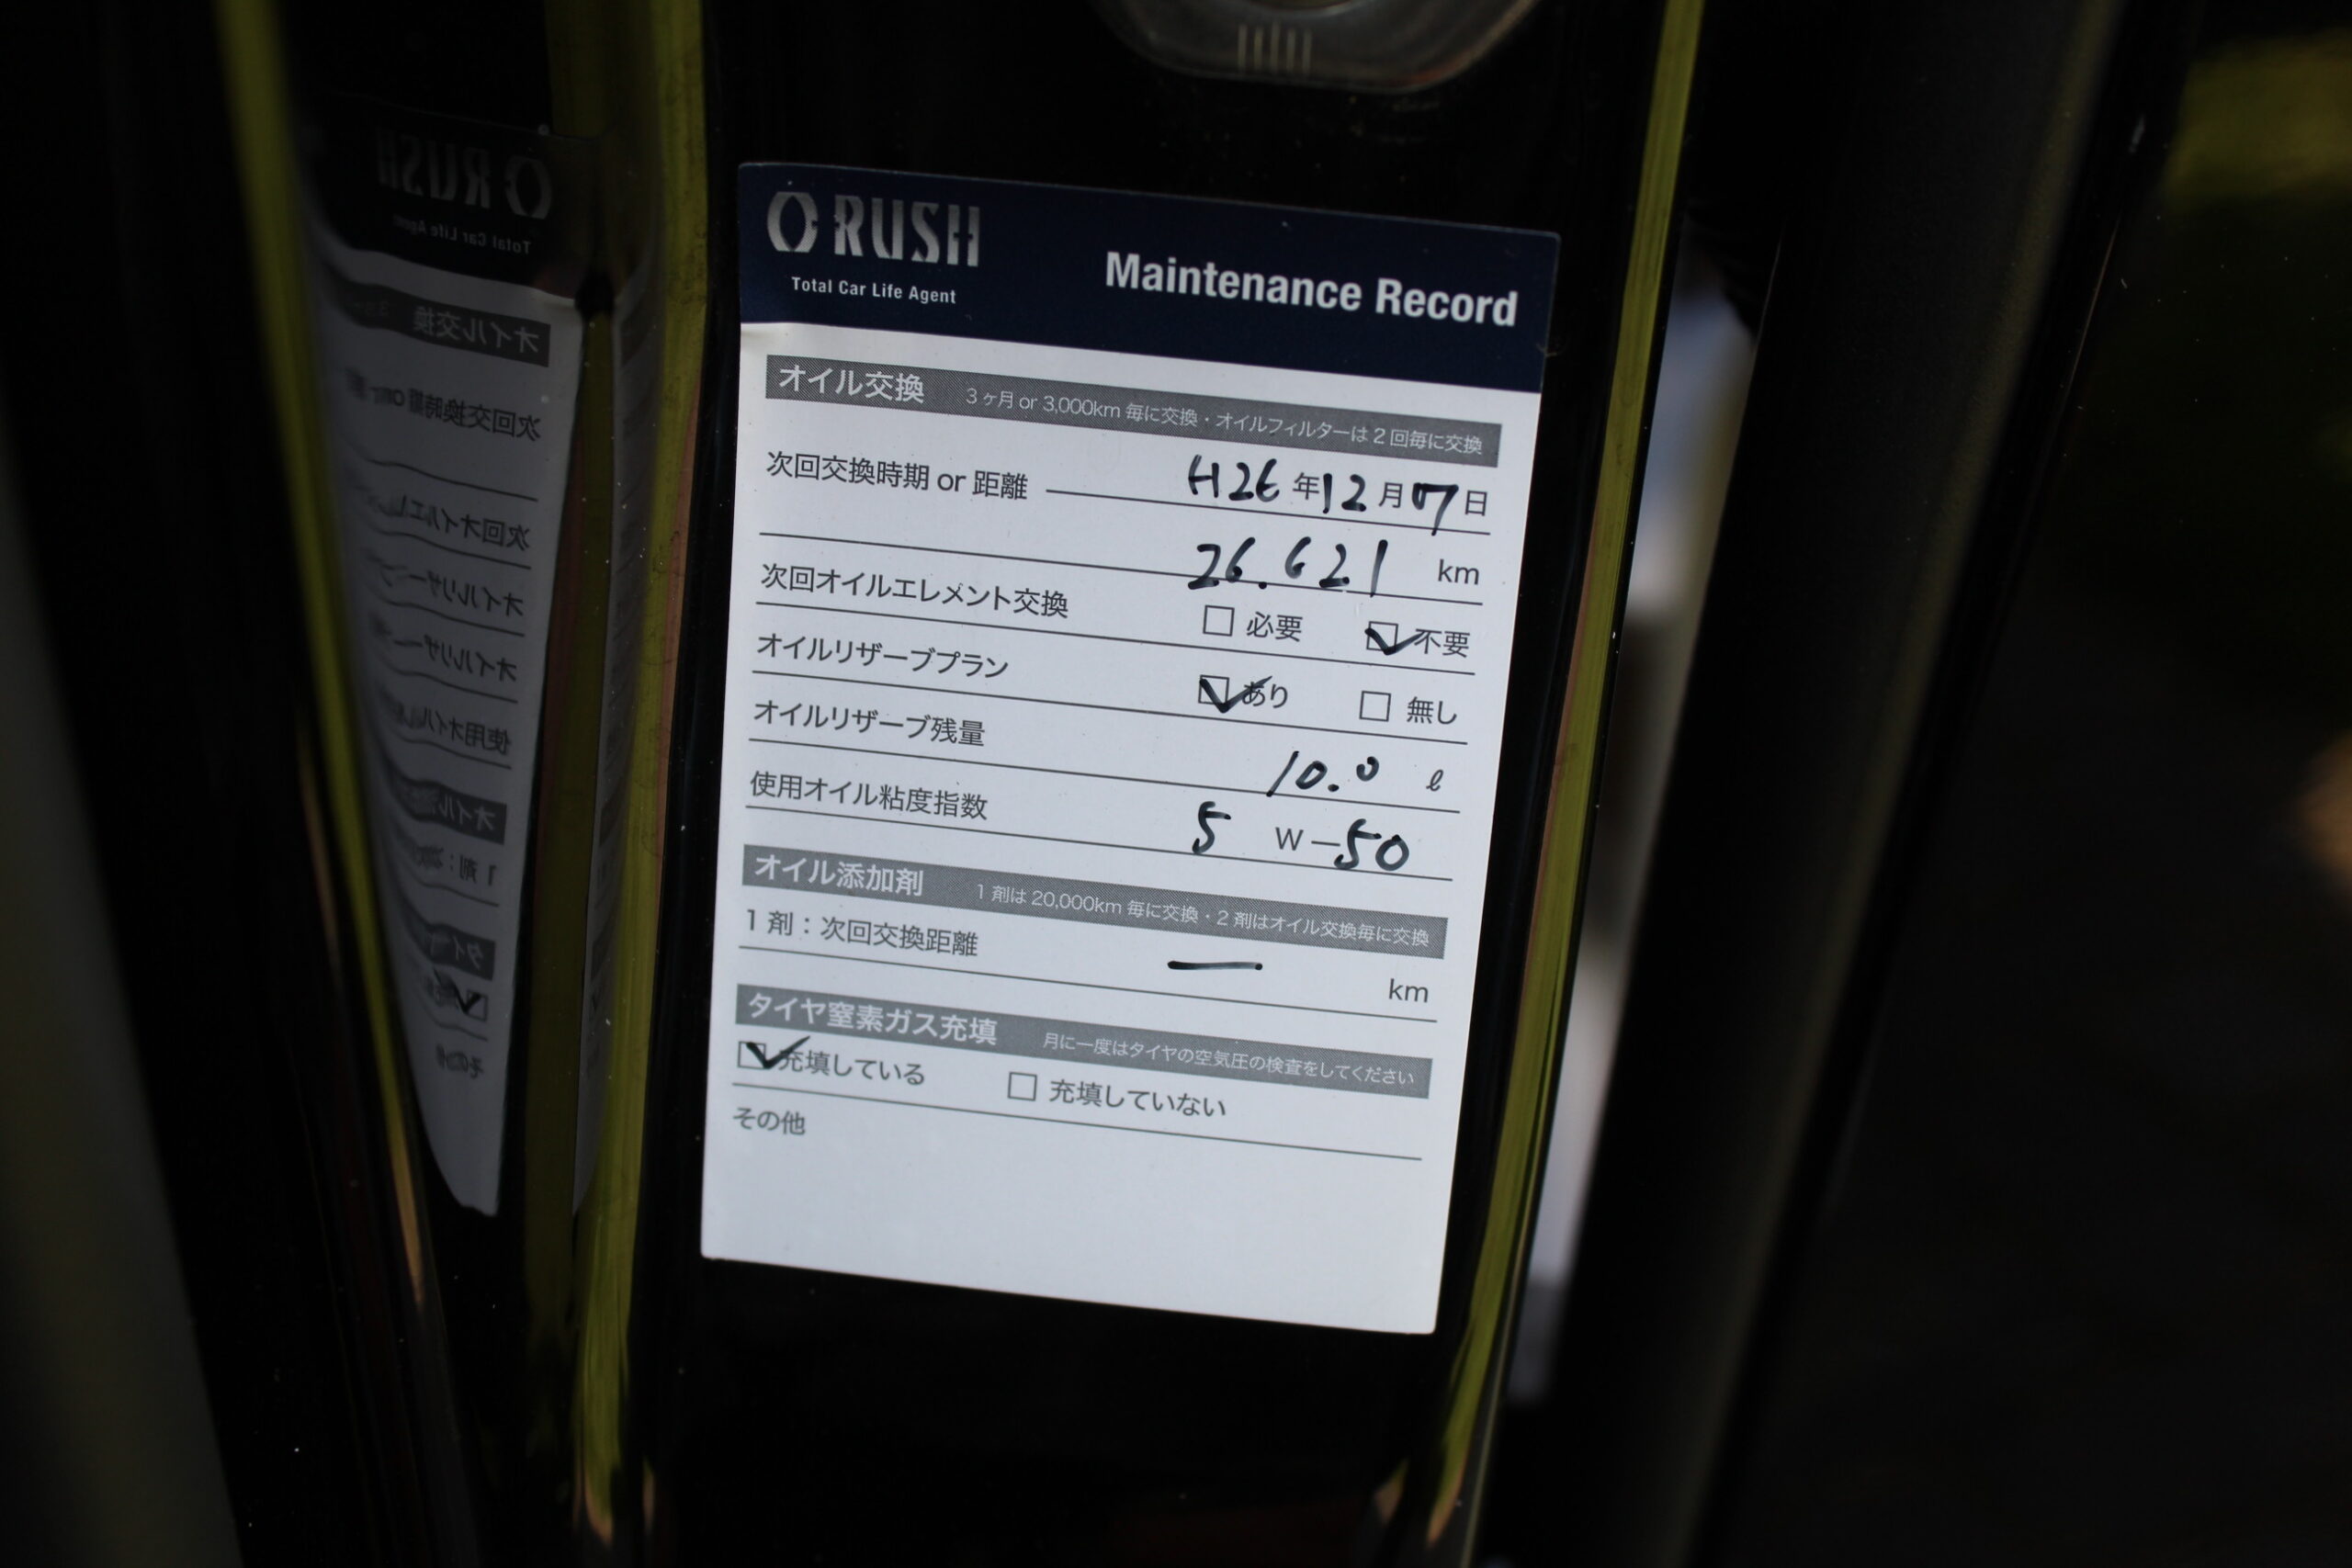 RUSH
Total Car Life Agent
Maintenance Record
オイル交換 3ヶ月 or 3,000km 毎に交換・オイルフィルターは2回毎に交換
次回交換時期 or 距離 H26年12月07日
26.621 km
次回オイルエレメント交換 □ 必要 ☑ 不要
オイルリザーブプラン ☑ あり □ 無し
オイルリザーブ残量 10.0 ℓ
使用オイル粘度指数 5 W-50
オイル添加剤 1剤は20,000km 毎に交換・2剤はオイル交換毎に交換
1剤：次回交換距離 — km
タイヤ窒素ガス充填 月に一度はタイヤの空気圧の検査をしてください
☑ 充填している □ 充填していない
その他